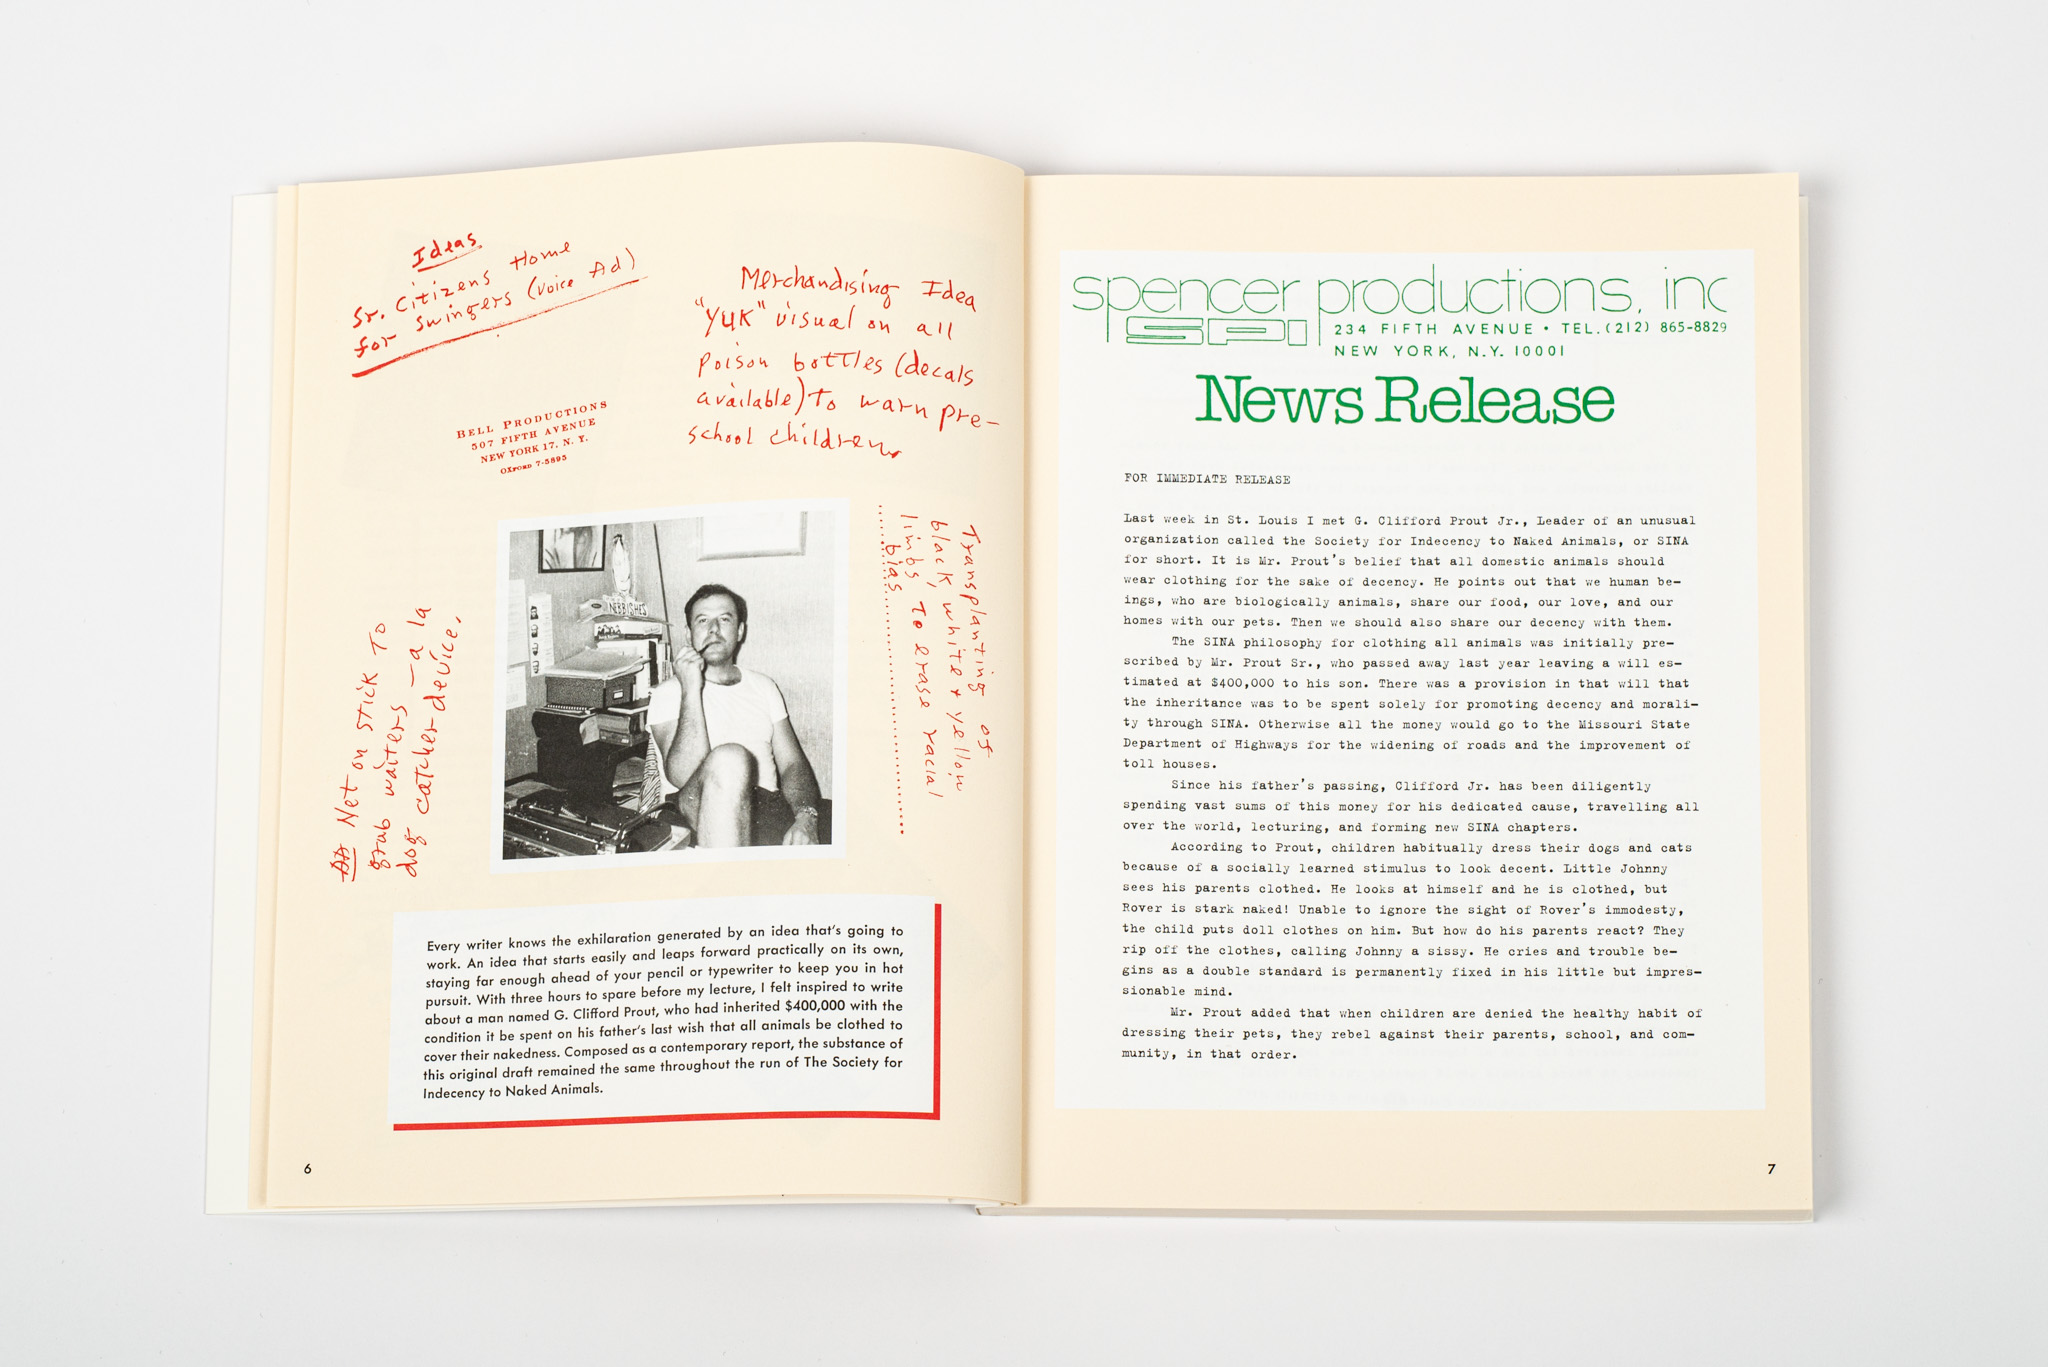 Ideas
Sr. Citizens Home
for Swingers (Voice Ad)
Merchandising Idea
"YUK" visual on all
poison bottles (decals
available) to warn pre-
school children
BELL PRODUCTIONS
507 FIFTH AVENUE
NEW YORK 17, N. Y.
OXFORD 7-5895
NEBBISHES
Transplanting of
black, white + yellow
limbs to erase racial
bias
Net on stick to
grab waiters — a la
dog catcher device.
Every writer knows the exhilaration generated by an idea that's going to
work. An idea that starts easily and leaps forward practically on its own,
staying far enough ahead of your pencil or typewriter to keep you in hot
pursuit. With three hours to spare before my lecture, I felt inspired to write
about a man named G. Clifford Prout, who had inherited $400,000 with the
condition it be spent on his father's last wish that all animals be clothed to
cover their nakedness. Composed as a contemporary report, the substance of
this original draft remained the same throughout the run of The Society for
Indecency to Naked Animals.
6
spencer productions, inc
SPI
234 FIFTH AVENUE • TEL.(212) 865-8829
NEW YORK, N.Y. 10001
News Release
FOR IMMEDIATE RELEASE
Last week in St. Louis I met G. Clifford Prout Jr., Leader of an unusual
organization called the Society for Indecency to Naked Animals, or SINA
for short. It is Mr. Prout's belief that all domestic animals should
wear clothing for the sake of decency. He points out that we human be-
ings, who are biologically animals, share our food, our love, and our
homes with our pets. Then we should also share our decency with them.
The SINA philosophy for clothing all animals was initially pre-
scribed by Mr. Prout Sr., who passed away last year leaving a will es-
timated at $400,000 to his son. There was a provision in that will that
the inheritance was to be spent solely for promoting decency and morali-
ty through SINA. Otherwise all the money would go to the Missouri State
Department of Highways for the widening of roads and the improvement of
toll houses.
Since his father's passing, Clifford Jr. has been diligently
spending vast sums of this money for his dedicated cause, travelling all
over the world, lecturing, and forming new SINA chapters.
According to Prout, children habitually dress their dogs and cats
because of a socially learned stimulus to look decent. Little Johnny
sees his parents clothed. He looks at himself and he is clothed, but
Rover is stark naked! Unable to ignore the sight of Rover's immodesty,
the child puts doll clothes on him. But how do his parents react? They
rip off the clothes, calling Johnny a sissy. He cries and trouble be-
gins as a double standard is permanently fixed in his little but impres-
sionable mind.
Mr. Prout added that when children are denied the healthy habit of
dressing their pets, they rebel against their parents, school, and com-
munity, in that order.
7